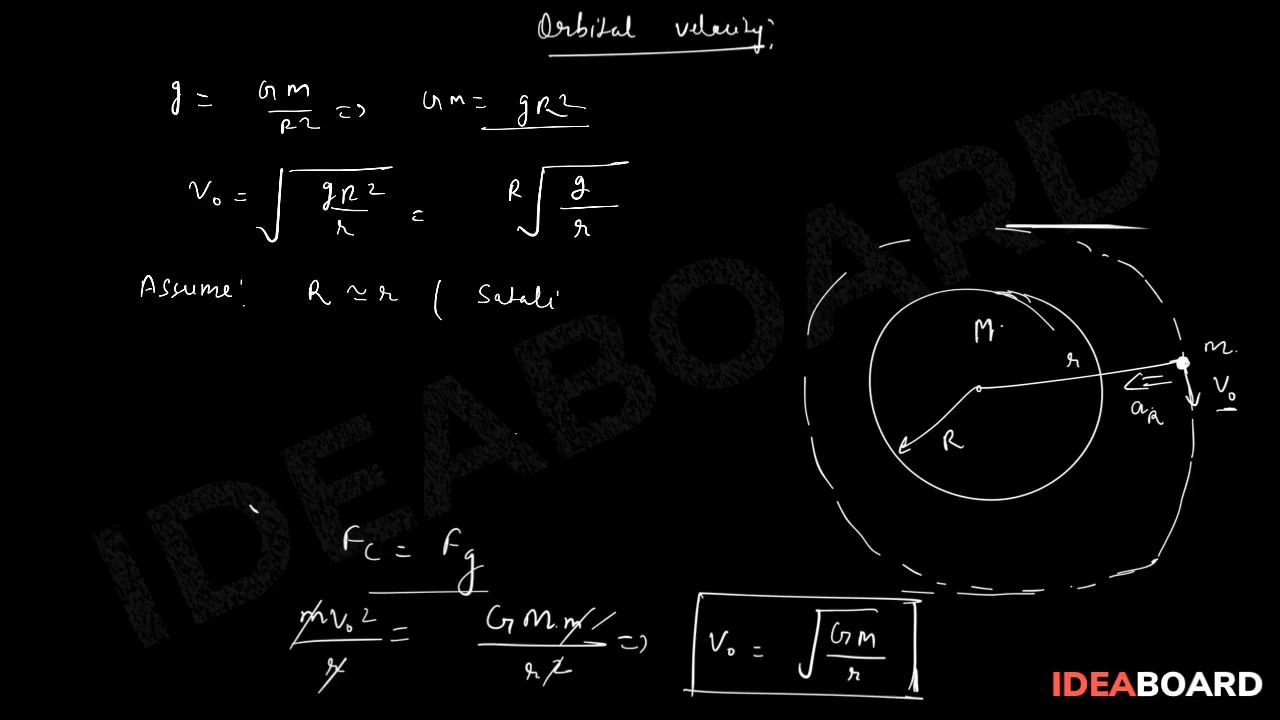 Orbital velocity:
g = GM/R² => GM = gR²
V₀ = √(gR²/r) = R√(g/r)
Assume: R ≃ r ( Satali
M
r
m.
V₀
a_R
R
F_c = F_g
mV₀²/r = GM.m/r² => V₀ = √(GM/r)
IDEABOARD
IDEABOARD